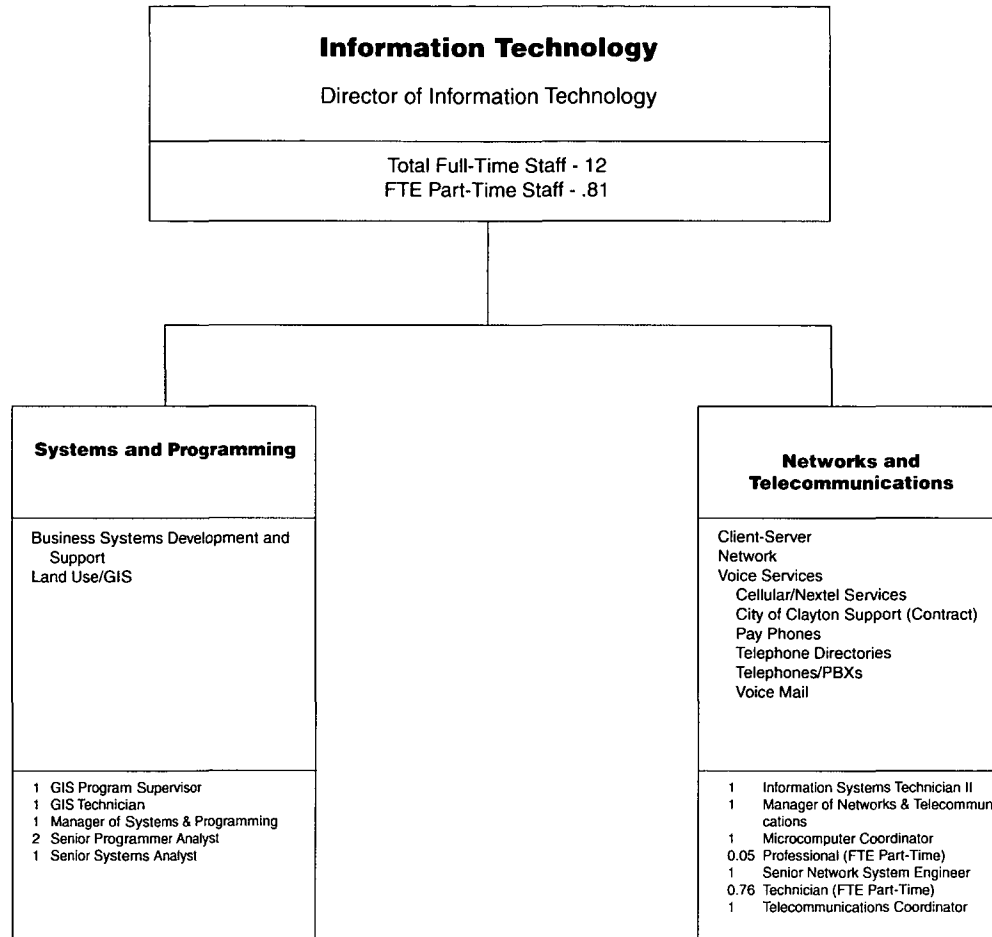 Information Technology
Director of Information Technology
Total Full-Time Staff - 12
FTE Part-Time Staff - .81
Systems and Programming
Business Systems Development and
Support
Land Use/GIS
1 GIS Program Supervisor
1 GIS Technician
1 Manager of Systems & Programming
2 Senior Programmer Analyst
1 Senior Systems Analyst
Networks and
Telecommunications
Client-Server
Network
Voice Services
Cellular/Nextel Services
City of Clayton Support (Contract)
Pay Phones
Telephone Directories
Telephones/PBXs
Voice Mail
1 Information Systems Technician II
1 Manager of Networks & Telecommuni
cations
1 Microcomputer Coordinator
0.05 Professional (FTE Part-Time)
1 Senior Network System Engineer
0.76 Technician (FTE Part-Time)
1 Telecommunications Coordinator